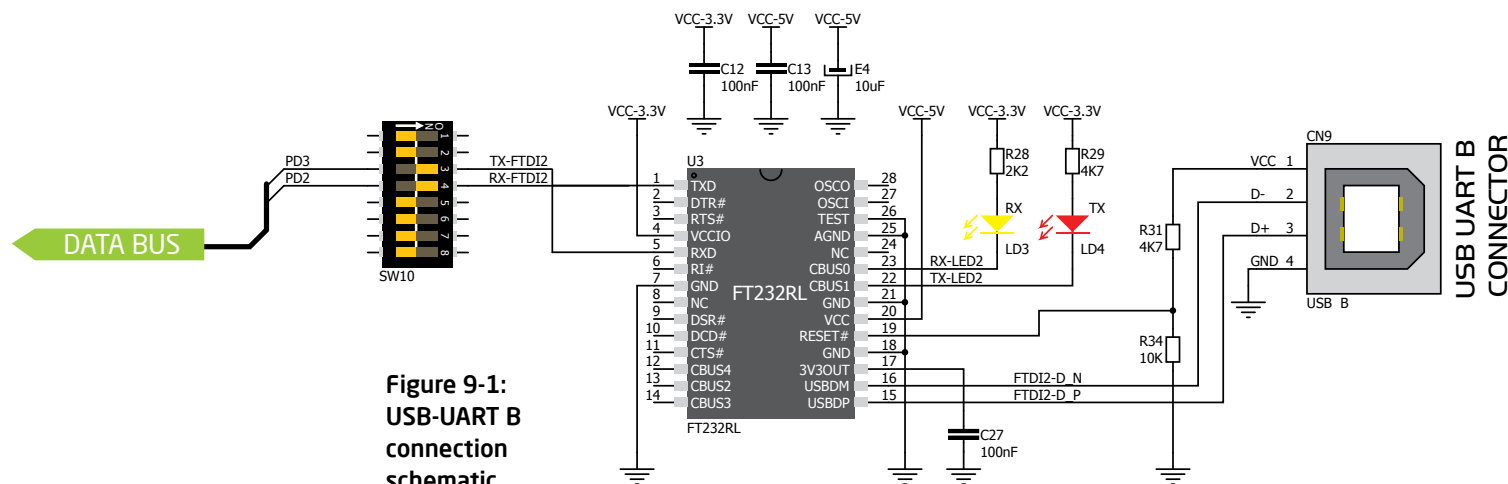 VCC-3.3V
VCC-5V
VCC-5V
C12
100nF
C13
100nF
E4
10uF
VCC-3.3V
VCC-5V
VCC-3.3V
VCC-3.3V
DATA BUS
PD3
PD2
ON
1
2
3
4
5
6
7
8
SW10
TX-FTDI2
RX-FTDI2
U3
1 TXD
2 DTR#
3 RTS#
4 VCCIO
5 RXD
6 RI#
7 GND
8 NC
9 DSR#
10 DCD#
11 CTS#
12 CBUS4
13 CBUS2
14 CBUS3
FT232RL
OSCO 28
OSCI 27
TEST 26
AGND 25
NC 24
CBUS0 23
CBUS1 22
GND 21
VCC 20
RESET# 19
GND 18
3V3OUT 17
USBDM 16
USBDP 15
FT232RL
R28
2K2
R29
4K7
RX
LD3
TX
LD4
RX-LED2
TX-LED2
FTDI2-D_N
FTDI2-D_P
C27
100nF
R31
4K7
R34
10K
CN9
VCC 1
D- 2
D+ 3
GND 4
USB B
USB UART B
CONNECTOR
Figure 9-1:
USB-UART B
connection
schematic